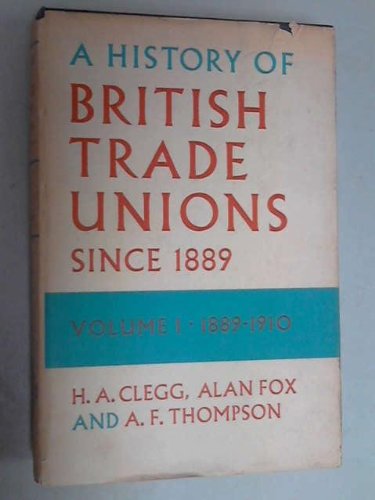 A HISTORY OF
BRITISH
TRADE
UNIONS
SINCE 1889
VOLUME I · 1889-1910
H. A. CLEGG, ALAN FOX
AND A. F. THOMPSON